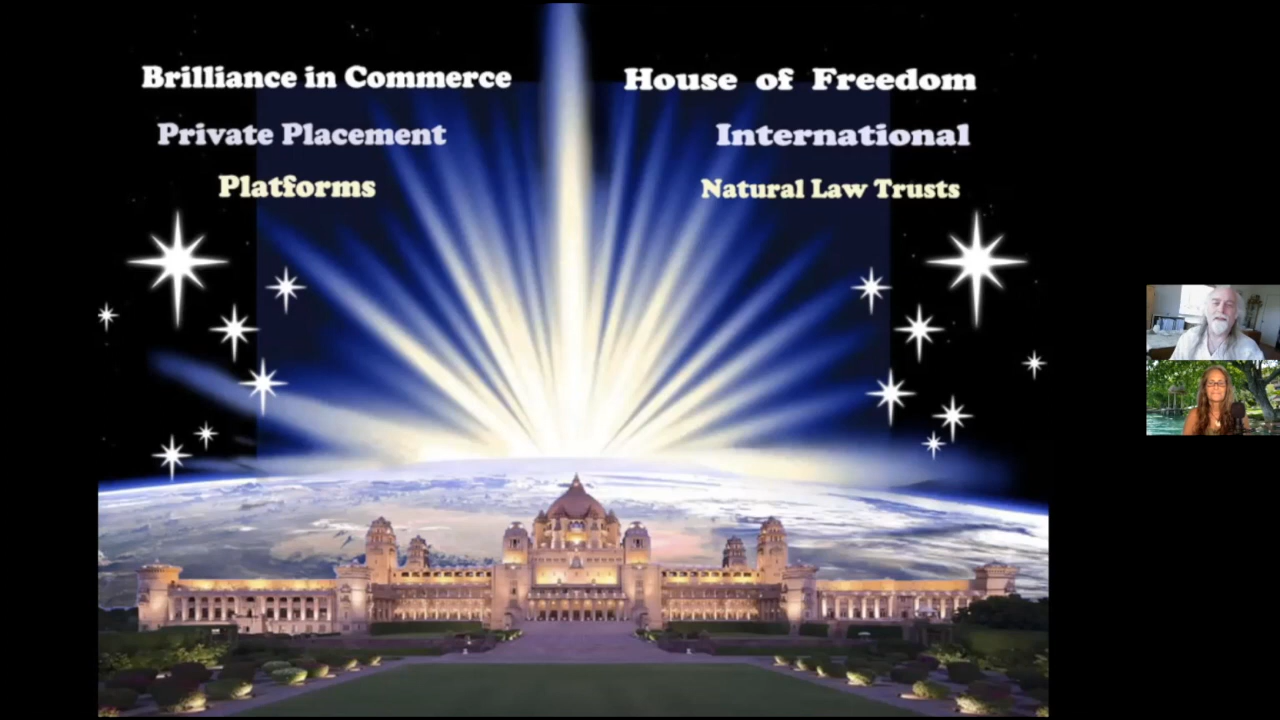 Brilliance in Commerce
Private Placement
Platforms
House of Freedom
International
Natural Law Trusts